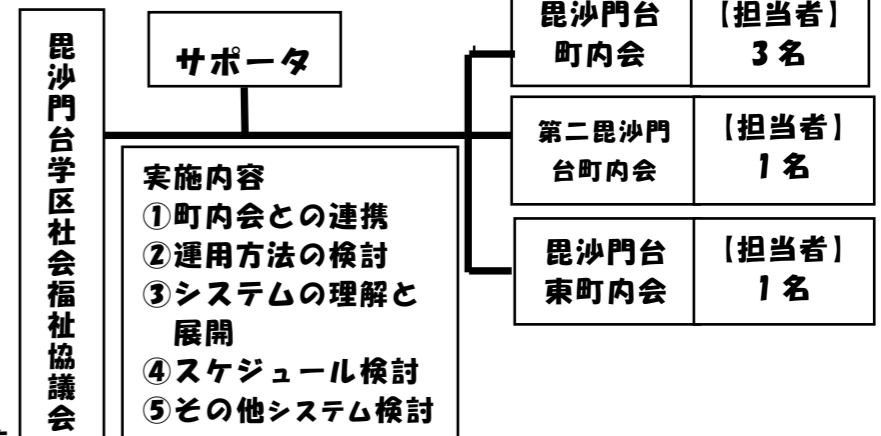 毘沙門台学区社会福祉協議会
サポータ
実施内容
①町内会との連携
②運用方法の検討
③システムの理解と
展開
④スケジュール検討
⑤その他システム検討
毘沙門台
町内会
【担当者】
3名
第二毘沙門
台町内会
【担当者】
1名
毘沙門台
東町内会
【担当者】
1名